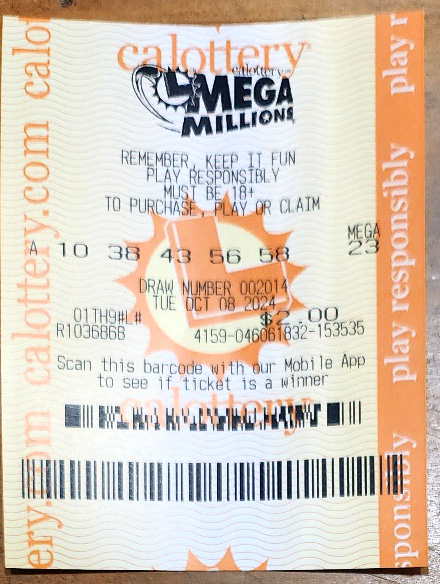 calottery
calottery
MEGA
MILLIONS
REMEMBER, KEEP IT FUN
PLAY RESPONSIBLY
MUST BE 18+
TO PURCHASE, PLAY OR CLAIM
MEGA
A 10 38 43 56 58 23
DRAW NUMBER 002014
TUE OCT 08 2024
01TH9#L# $2.00
R1036868 4159-046061832-153535
Scan this barcode with our Mobile App
to see if ticket is a winner
calottery
ery.com calottery.com calot
sponsibly play responsibly play r